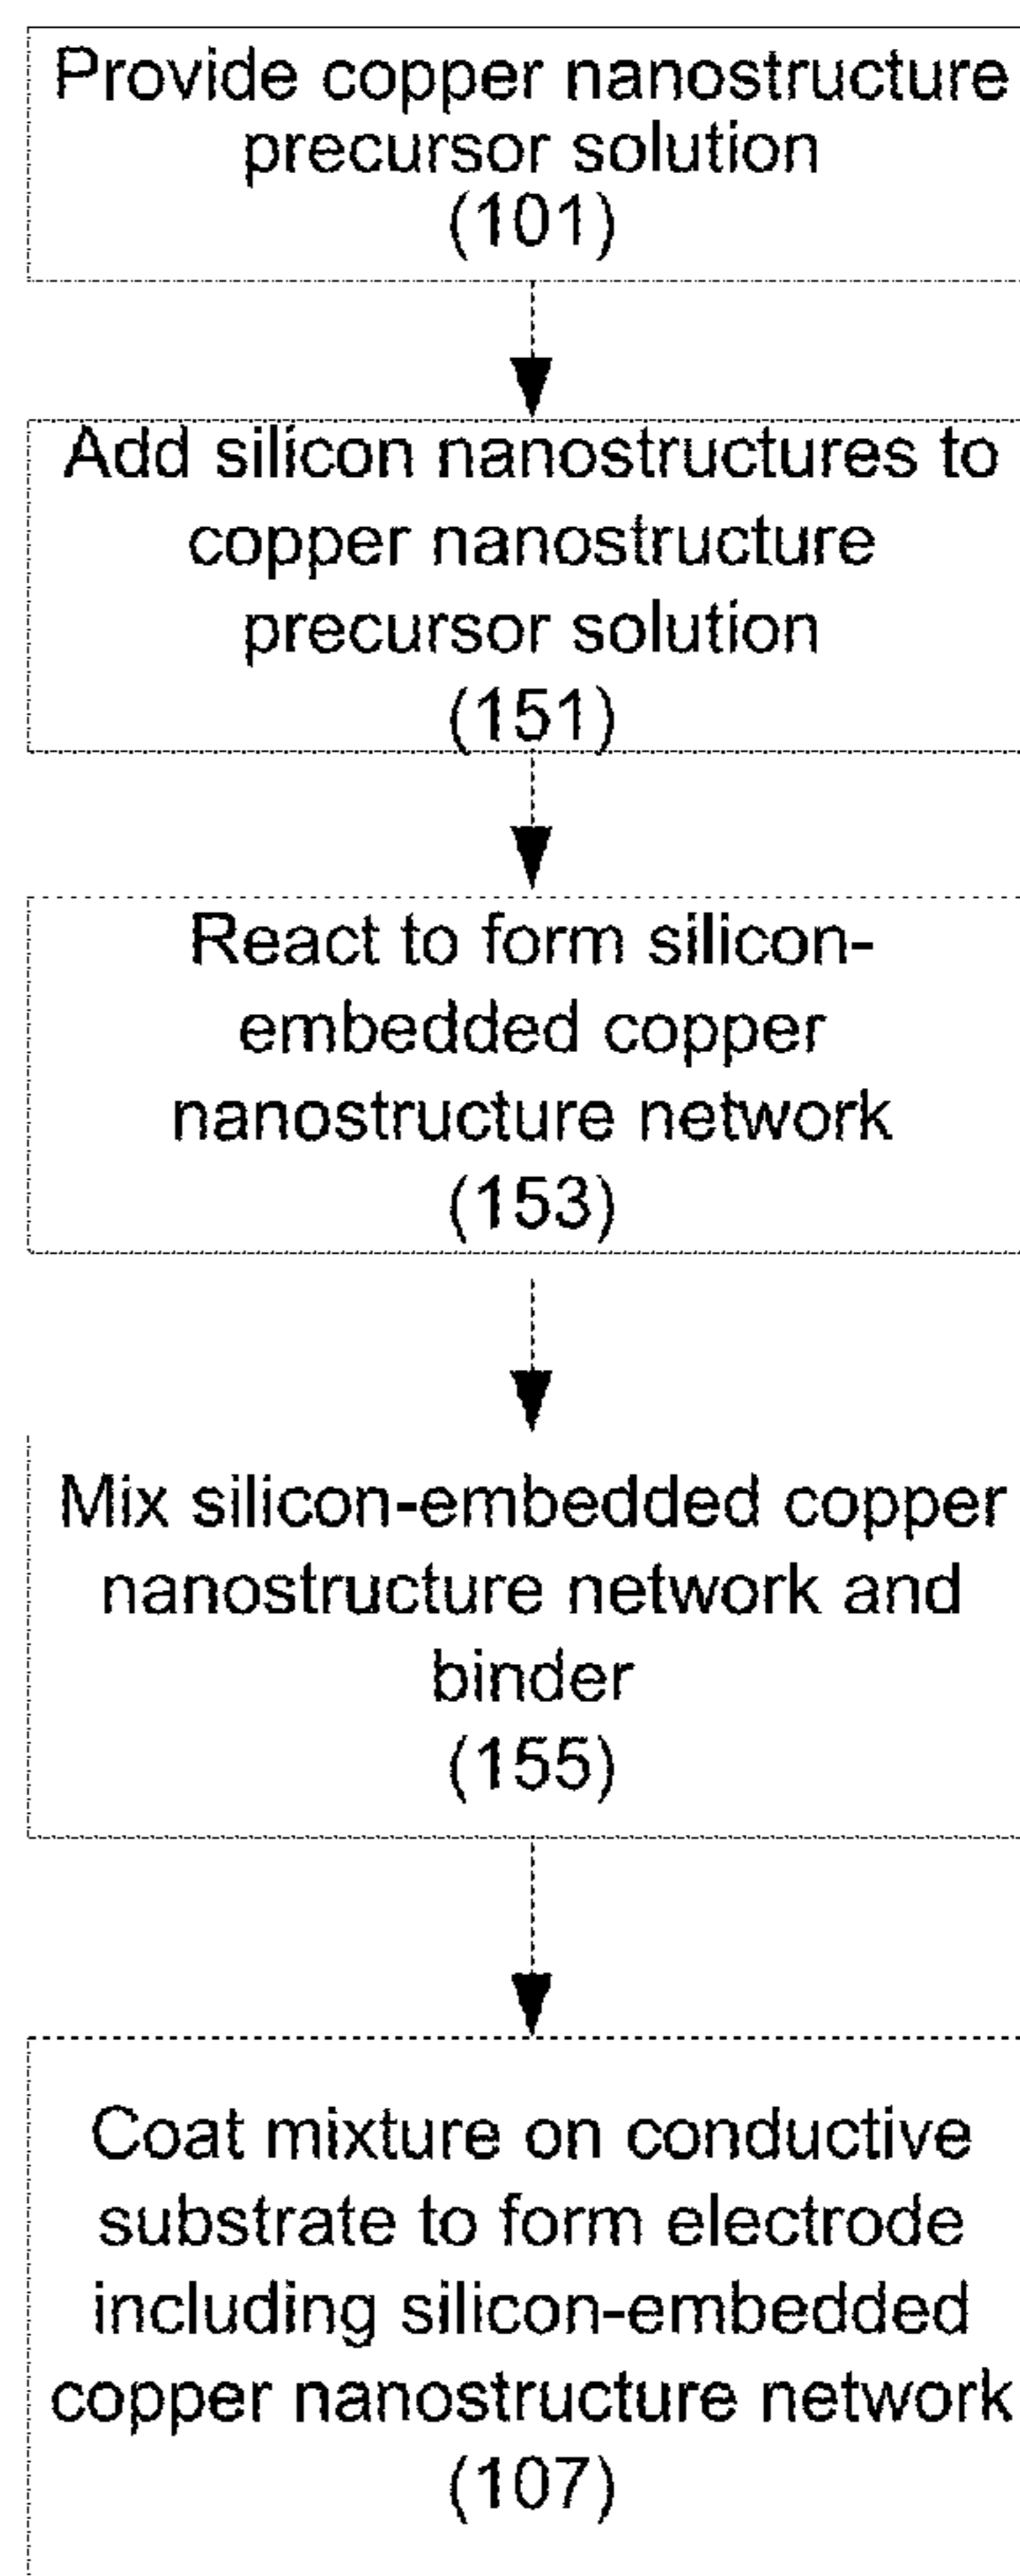 Provide copper nanostructure
precursor solution
(101)
Add silicon nanostructures to
copper nanostructure
precursor solution
(151)
React to form silicon-
embedded copper
nanostructure network
(153)
Mix silicon-embedded copper
nanostructure network and
binder
(155)
Coat mixture on conductive
substrate to form electrode
including silicon-embedded
copper nanostructure network
(107)